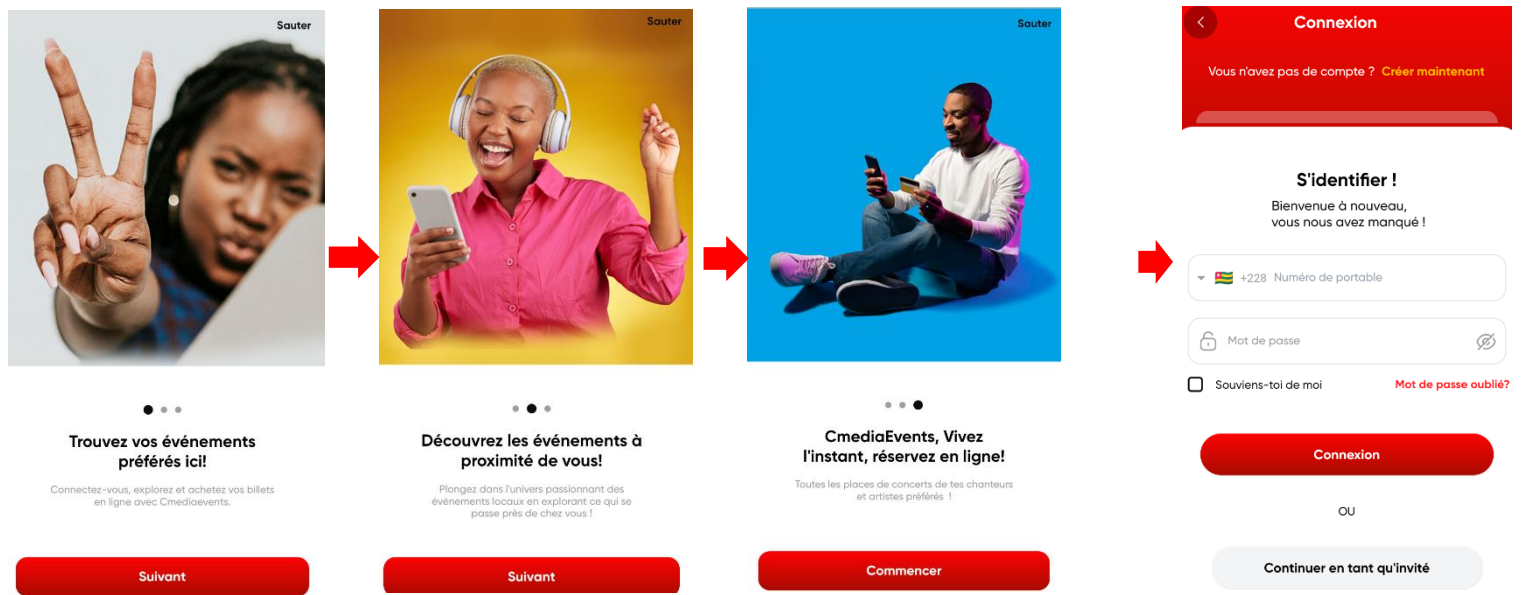 Sauter
Trouvez vos événements
préférés ici!
Connectez-vous, explorez et achetez vos billets
en ligne avec Cmediaevents.
Suivant
Sauter
Découvrez les événements à
proximité de vous!
Plongez dans l'univers passionnant des
événements locaux en explorant ce qui se
passe près de chez vous !
Suivant
Sauter
CmediaEvents, Vivez
l'instant, réservez en ligne!
Toutes les places de concerts de tes chanteurs
et artistes préférés !
Commencer
Connexion
Vous n'avez pas de compte ? Créer maintenant
S'identifier !
Bienvenue à nouveau,
vous nous avez manqué !
+228 Numéro de portable
Mot de passe
Souviens-toi de moi Mot de passe oublié?
Connexion
OU
Continuer en tant qu'invité